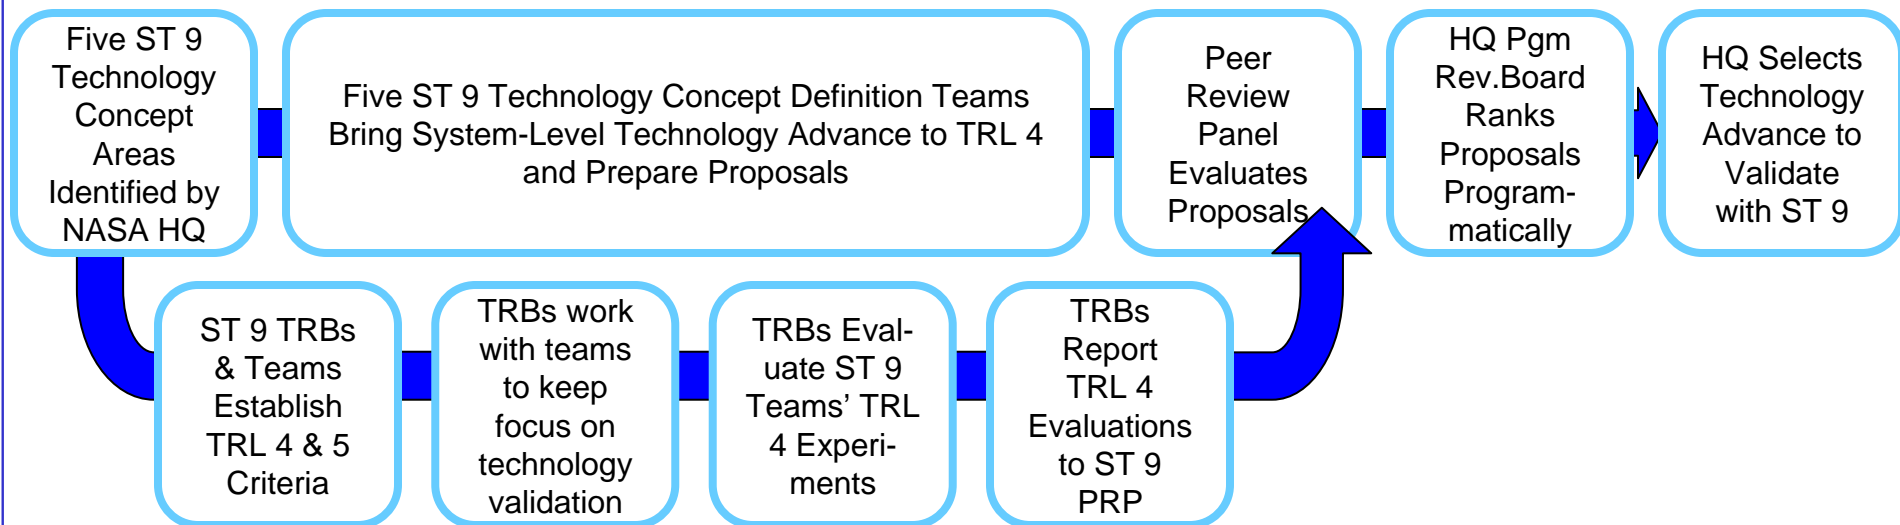 Five ST 9
Technology
Concept
Areas
Identified by
NASA HQ
Five ST 9 Technology Concept Definition Teams
Bring System-Level Technology Advance to TRL 4
and Prepare Proposals
Peer
Review
Panel
Evaluates
Proposals
HQ Pgm
Rev.Board
Ranks
Proposals
Program-
matically
HQ Selects
Technology
Advance to
Validate
with ST 9
ST 9 TRBs
& Teams
Establish
TRL 4 & 5
Criteria
TRBs work
with teams
to keep
focus on
technology
validation
TRBs Eval-
uate ST 9
Teams’ TRL
4 Experi-
ments
TRBs
Report
TRL 4
Evaluations
to ST 9
PRP